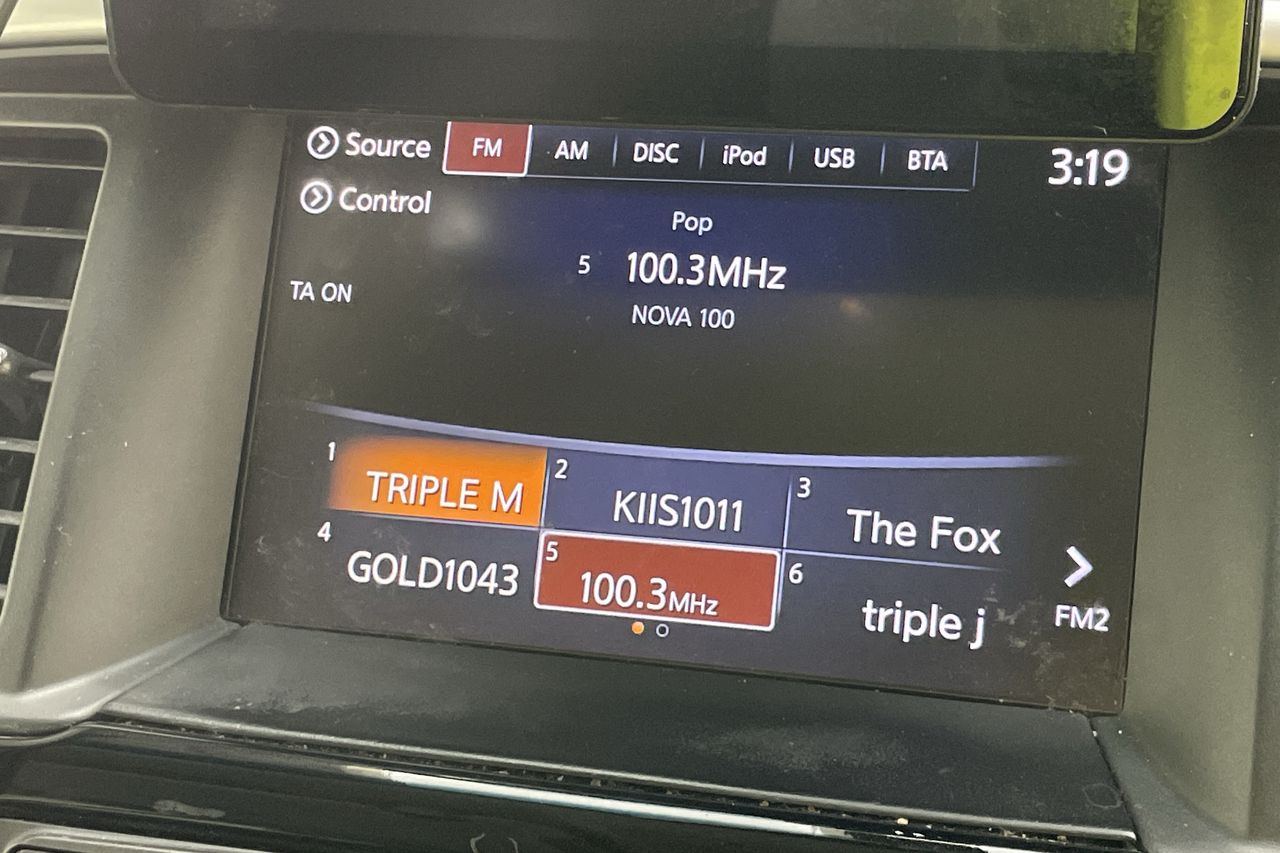 Source FM AM DISC iPod USB BTA 3:19
Control
Pop
5 100.3MHz
TA ON
NOVA 100
1 TRIPLE M 2 KIIS1011 3 The Fox
4 GOLD1043 5 100.3MHz 6 triple j
FM2